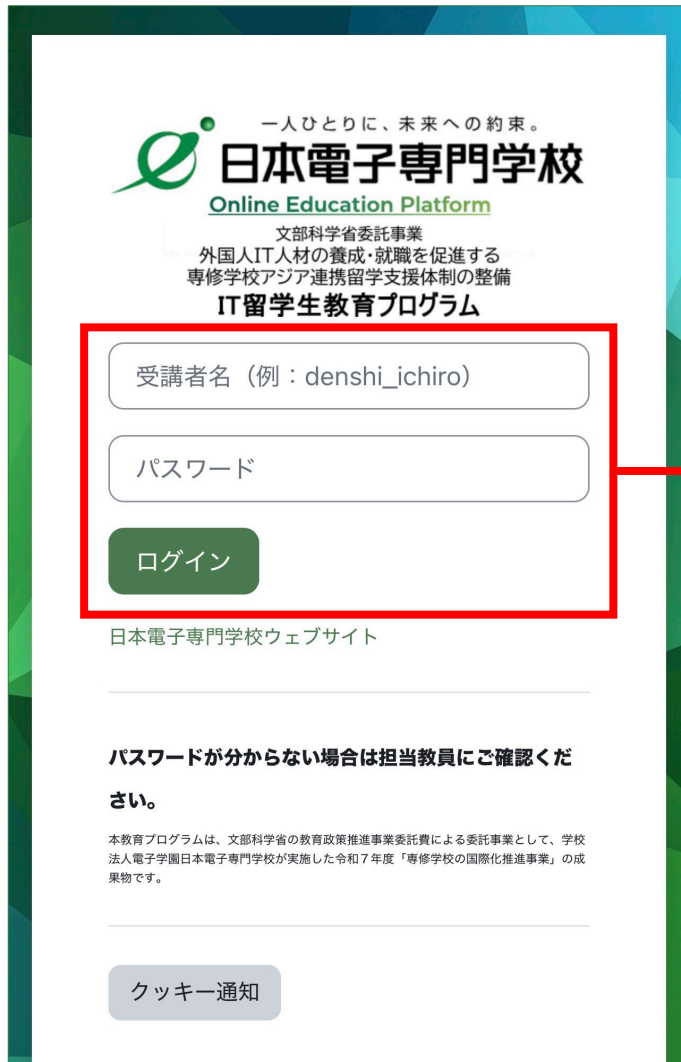 一人ひとりに、未来への約束。
日本電子専門学校
Online Education Platform
文部科学省委託事業
外国人IT人材の養成・就職を促進する
専修学校アジア連携留学支援体制の整備
IT留学生教育プログラム
受講者名（例：denshi_ichiro）
パスワード
ログイン
日本電子専門学校ウェブサイト
パスワードが分からない場合は担当教員にご確認くだ
さい。
本教育プログラムは、文部科学省の教育政策推進事業委託費による委託事業として、学校
法人電子学園日本電子専門学校が実施した令和７年度「専修学校の国際化推進事業」の成
果物です。
クッキー通知